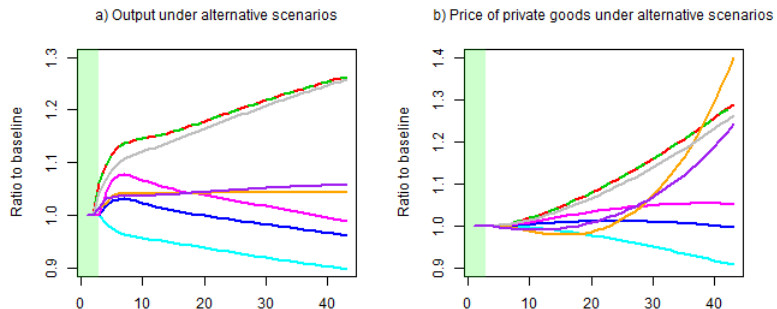 a) Output under alternative scenarios
Ratio to baseline
1.3
1.2
1.1
1.0
0.9
0 10 20 30 40
b) Price of private goods under alternative scenarios
Ratio to baseline
1.4
1.3
1.2
1.1
1.0
0.9
0 10 20 30 40